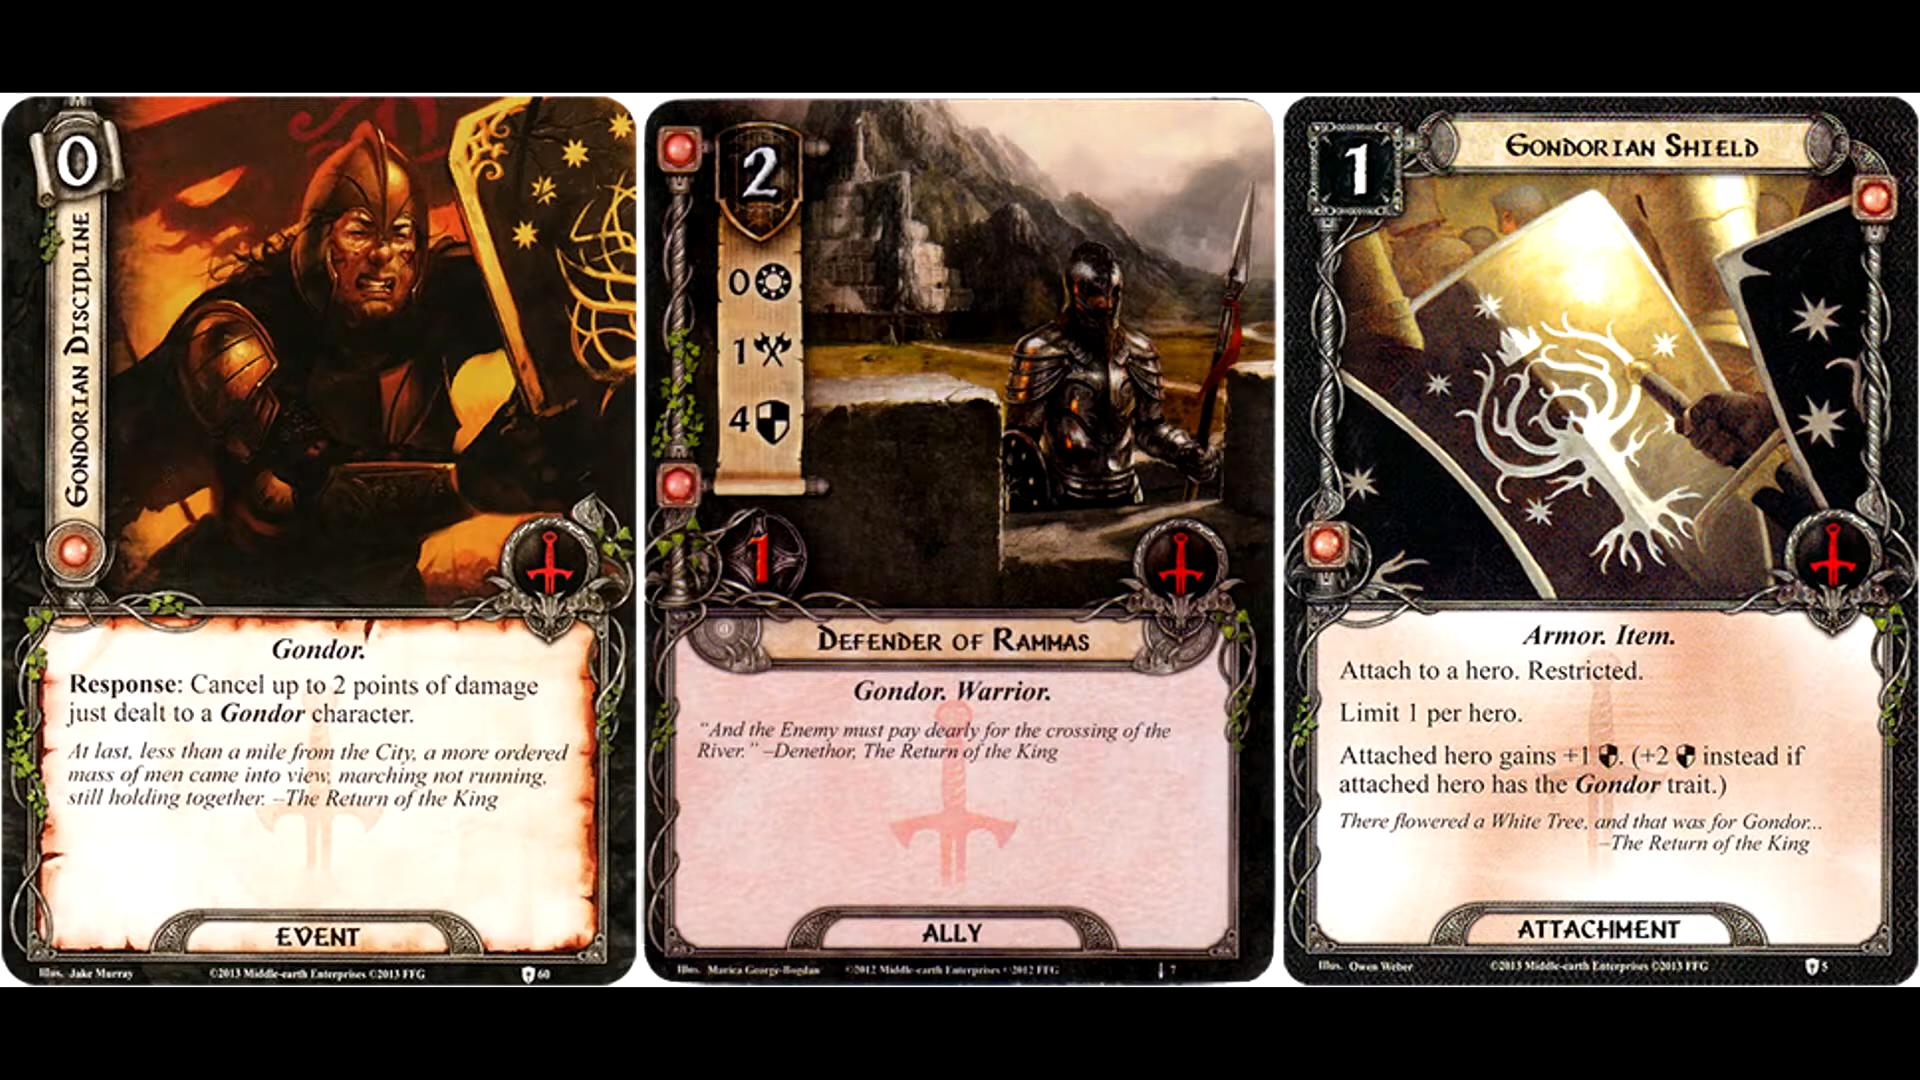 0
GONDORIAN DISCIPLINE
Gondor.
Response: Cancel up to 2 points of damage
just dealt to a Gondor character.
At last, less than a mile from the City, a more ordered
mass of men came into view, marching not running,
still holding together. –The Return of the King
EVENT
Illus. Jake Murray ©2013 Middle-earth Enterprises ©2013 FFG 60
2
0
1
4
1
DEFENDER OF RAMMAS
Gondor. Warrior.
“And the Enemy must pay dearly for the crossing of the
River.” –Denethor, The Return of the King
ALLY
Illus. Marica George-Bogdan ©2012 Middle-earth Enterprises ©2012 FFG 7
1
GONDORIAN SHIELD
Armor. Item.
Attach to a hero. Restricted.
Limit 1 per hero.
Attached hero gains +1 . (+2 instead if
attached hero has the Gondor trait.)
There flowered a White Tree, and that was for Gondor...
–The Return of the King
ATTACHMENT
Illus. Owen Weber ©2013 Middle-earth Enterprises ©2013 FFG 5